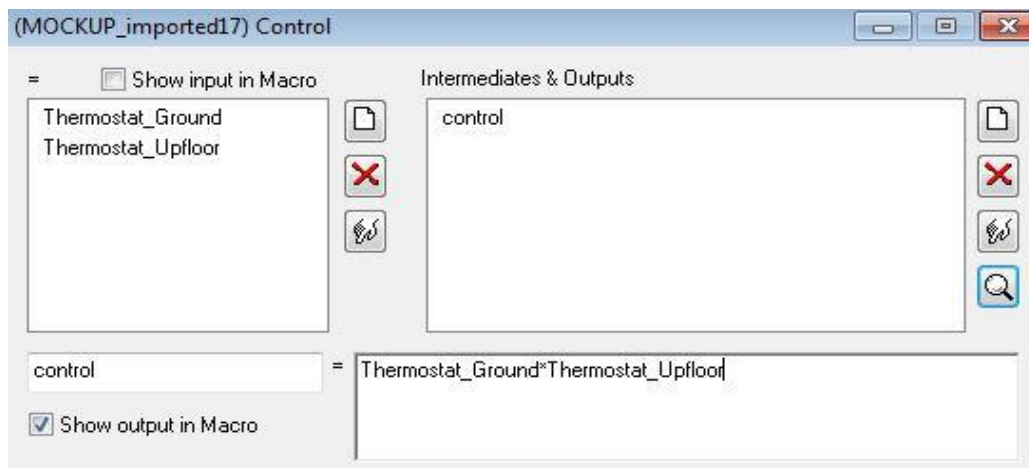 (MOCKUP_imported17) Control
= Show input in Macro
Intermediates & Outputs
Thermostat_Ground
Thermostat_Upfloor
control
control = Thermostat_Ground*Thermostat_Upfloor
Show output in Macro